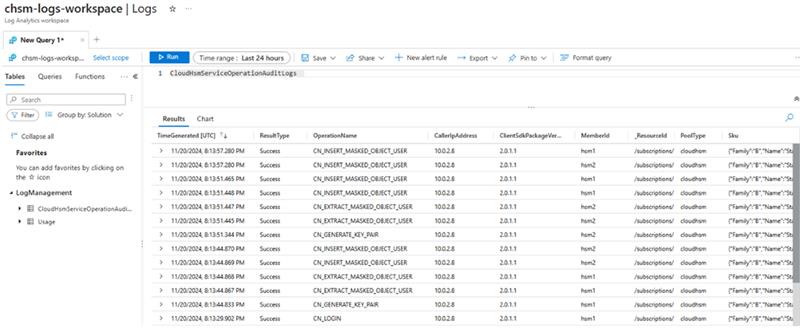 chsm-logs-workspace | Logs
Log Analytics workspace
New Query 1*
chsm-logs-worksp... Select scope Run Time range : Last 24 hours Save Share New alert rule Export Pin to Format query
Tables Queries Functions ...
1 CloudHsmServiceOperationAuditLogs
Search
Filter Group by: Solution
Collapse all
Favorites
You can add favorites by clicking on
the ☆ icon
LogManagement
CloudHsmServiceOperationAudi...
Usage
Results Chart
TimeGenerated [UTC] ResultType OperationName CallerIpAddress ClientSdkPackageVer... MemberId _ResourceId PoolType Sku
11/20/2024, 8:13:57.280 PM Success CN_INSERT_MASKED_OBJECT_USER 10.0.2.8 2.0.1.1 hsm1 /subscriptions/ cloudhsm {"Family":"B","Name":"Sta
11/20/2024, 8:13:57.280 PM Success CN_INSERT_MASKED_OBJECT_USER 10.0.2.8 2.0.1.1 hsm2 /subscriptions/ cloudhsm {"Family":"B","Name":"Sta
11/20/2024, 8:13:51.465 PM Success CN_INSERT_MASKED_OBJECT_USER 10.0.2.8 2.0.1.1 hsm1 /subscriptions/ cloudhsm {"Family":"B","Name":"Sta
11/20/2024, 8:13:51.448 PM Success CN_INSERT_MASKED_OBJECT_USER 10.0.2.8 2.0.1.1 hsm1 /subscriptions/ cloudhsm {"Family":"B","Name":"Sta
11/20/2024, 8:13:51.447 PM Success CN_EXTRACT_MASKED_OBJECT_USER 10.0.2.8 2.0.1.1 hsm2 /subscriptions/ cloudhsm {"Family":"B","Name":"Sta
11/20/2024, 8:13:51.445 PM Success CN_EXTRACT_MASKED_OBJECT_USER 10.0.2.8 2.0.1.1 hsm2 /subscriptions/ cloudhsm {"Family":"B","Name":"Sta
11/20/2024, 8:13:51.344 PM Success CN_GENERATE_KEY_PAIR 10.0.2.8 2.0.1.1 hsm2 /subscriptions/ cloudhsm {"Family":"B","Name":"Sta
11/20/2024, 8:13:44.870 PM Success CN_INSERT_MASKED_OBJECT_USER 10.0.2.8 2.0.1.1 hsm2 /subscriptions/ cloudhsm {"Family":"B","Name":"Sta
11/20/2024, 8:13:44.869 PM Success CN_INSERT_MASKED_OBJECT_USER 10.0.2.8 2.0.1.1 hsm2 /subscriptions/ cloudhsm {"Family":"B","Name":"Sta
11/20/2024, 8:13:44.868 PM Success CN_EXTRACT_MASKED_OBJECT_USER 10.0.2.8 2.0.1.1 hsm1 /subscriptions/ cloudhsm {"Family":"B","Name":"Sta
11/20/2024, 8:13:44.867 PM Success CN_EXTRACT_MASKED_OBJECT_USER 10.0.2.8 2.0.1.1 hsm1 /subscriptions/ cloudhsm {"Family":"B","Name":"Sta
11/20/2024, 8:13:44.833 PM Success CN_GENERATE_KEY_PAIR 10.0.2.8 2.0.1.1 hsm1 /subscriptions/ cloudhsm {"Family":"B","Name":"Sta
11/20/2024, 8:13:29.902 PM Success CN_LOGIN 10.0.2.8 2.0.1.1 hsm1 /subscriptions/ cloudhsm {"Family":"B","Name":"Sta